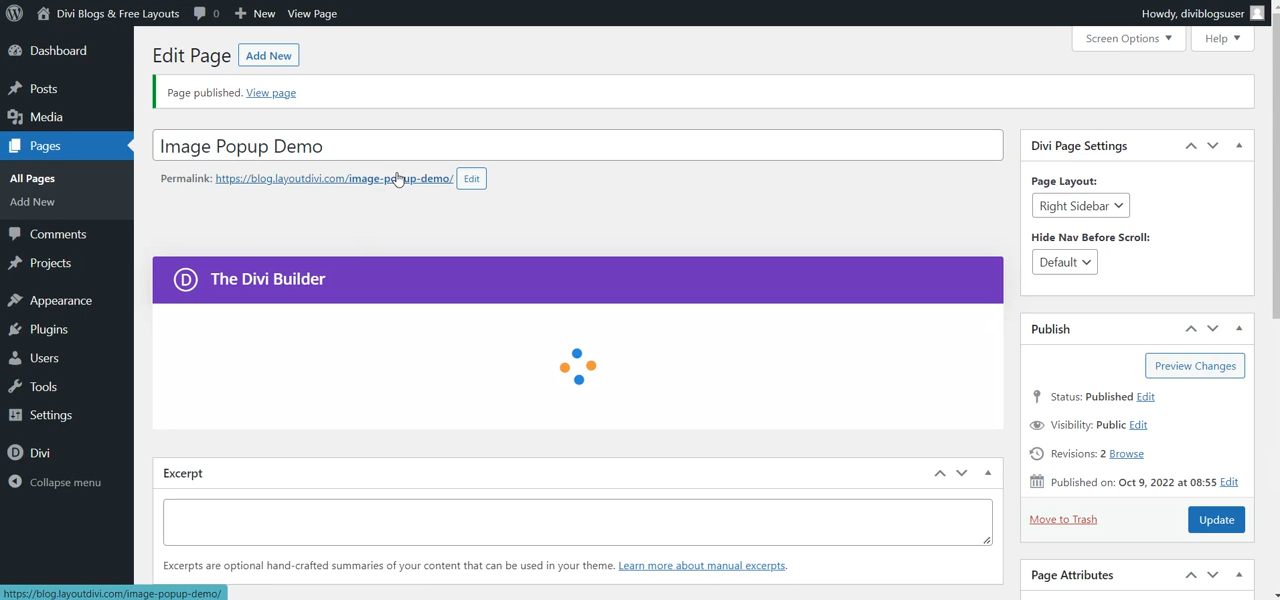 Divi Blogs & Free Layouts 0 New View Page Howdy, diviblogsuser
Screen Options Help
Edit Page Add New
Page published. View page
Dashboard
Posts
Media
Pages
All Pages
Add New
Comments
Projects
Appearance
Plugins
Users
Tools
Settings
Divi
Collapse menu
Image Popup Demo
Permalink: https://blog.layoutdivi.com/image-popup-demo/ Edit
D The Divi Builder
Excerpt
Excerpts are optional hand-crafted summaries of your content that can be used in your theme. Learn more about manual excerpts.
Divi Page Settings
Page Layout:
Right Sidebar
Hide Nav Before Scroll:
Default
Publish
Preview Changes
Status: Published Edit
Visibility: Public Edit
Revisions: 2 Browse
Published on: Oct 9, 2022 at 08:55 Edit
Move to Trash Update
Page Attributes
https://blog.layoutdivi.com/image-popup-demo/